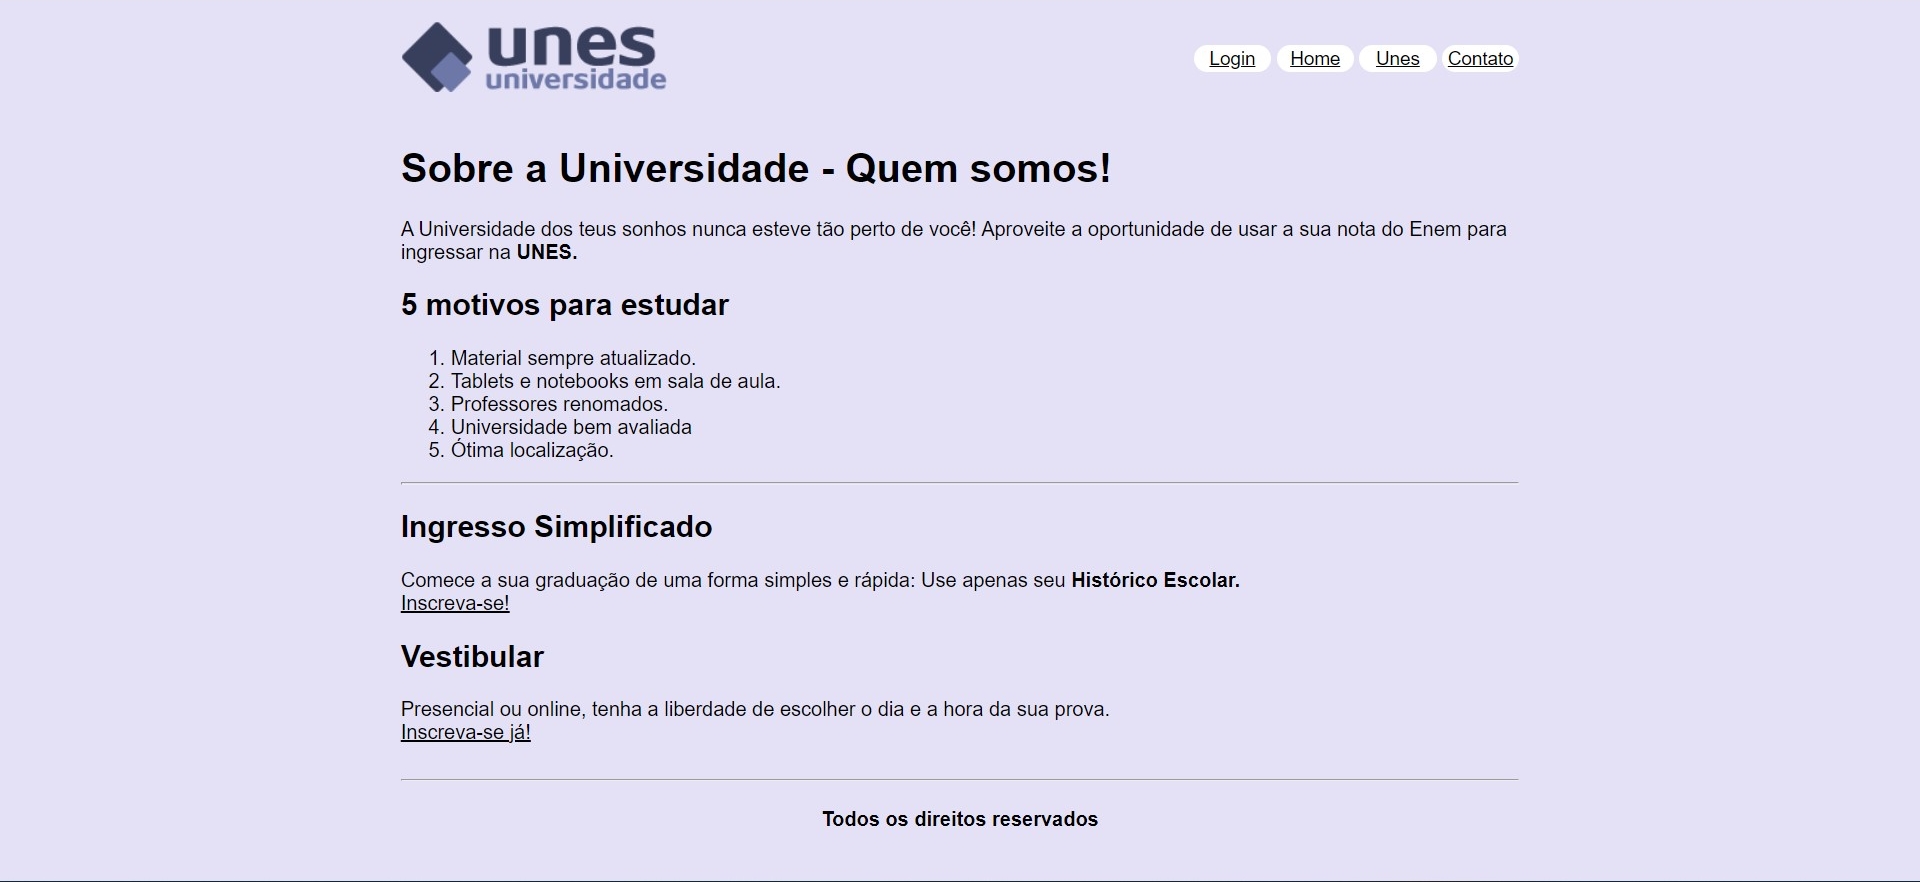 unes
universidade
Login Home Unes Contato
Sobre a Universidade - Quem somos!
A Universidade dos teus sonhos nunca esteve tão perto de você! Aproveite a oportunidade de usar a sua nota do Enem para
ingressar na UNES.
5 motivos para estudar
1. Material sempre atualizado.
2. Tablets e notebooks em sala de aula.
3. Professores renomados.
4. Universidade bem avaliada
5. Ótima localização.
Ingresso Simplificado
Comece a sua graduação de uma forma simples e rápida: Use apenas seu Histórico Escolar.
Inscreva-se!
Vestibular
Presencial ou online, tenha a liberdade de escolher o dia e a hora da sua prova.
Inscreva-se já!
Todos os direitos reservados